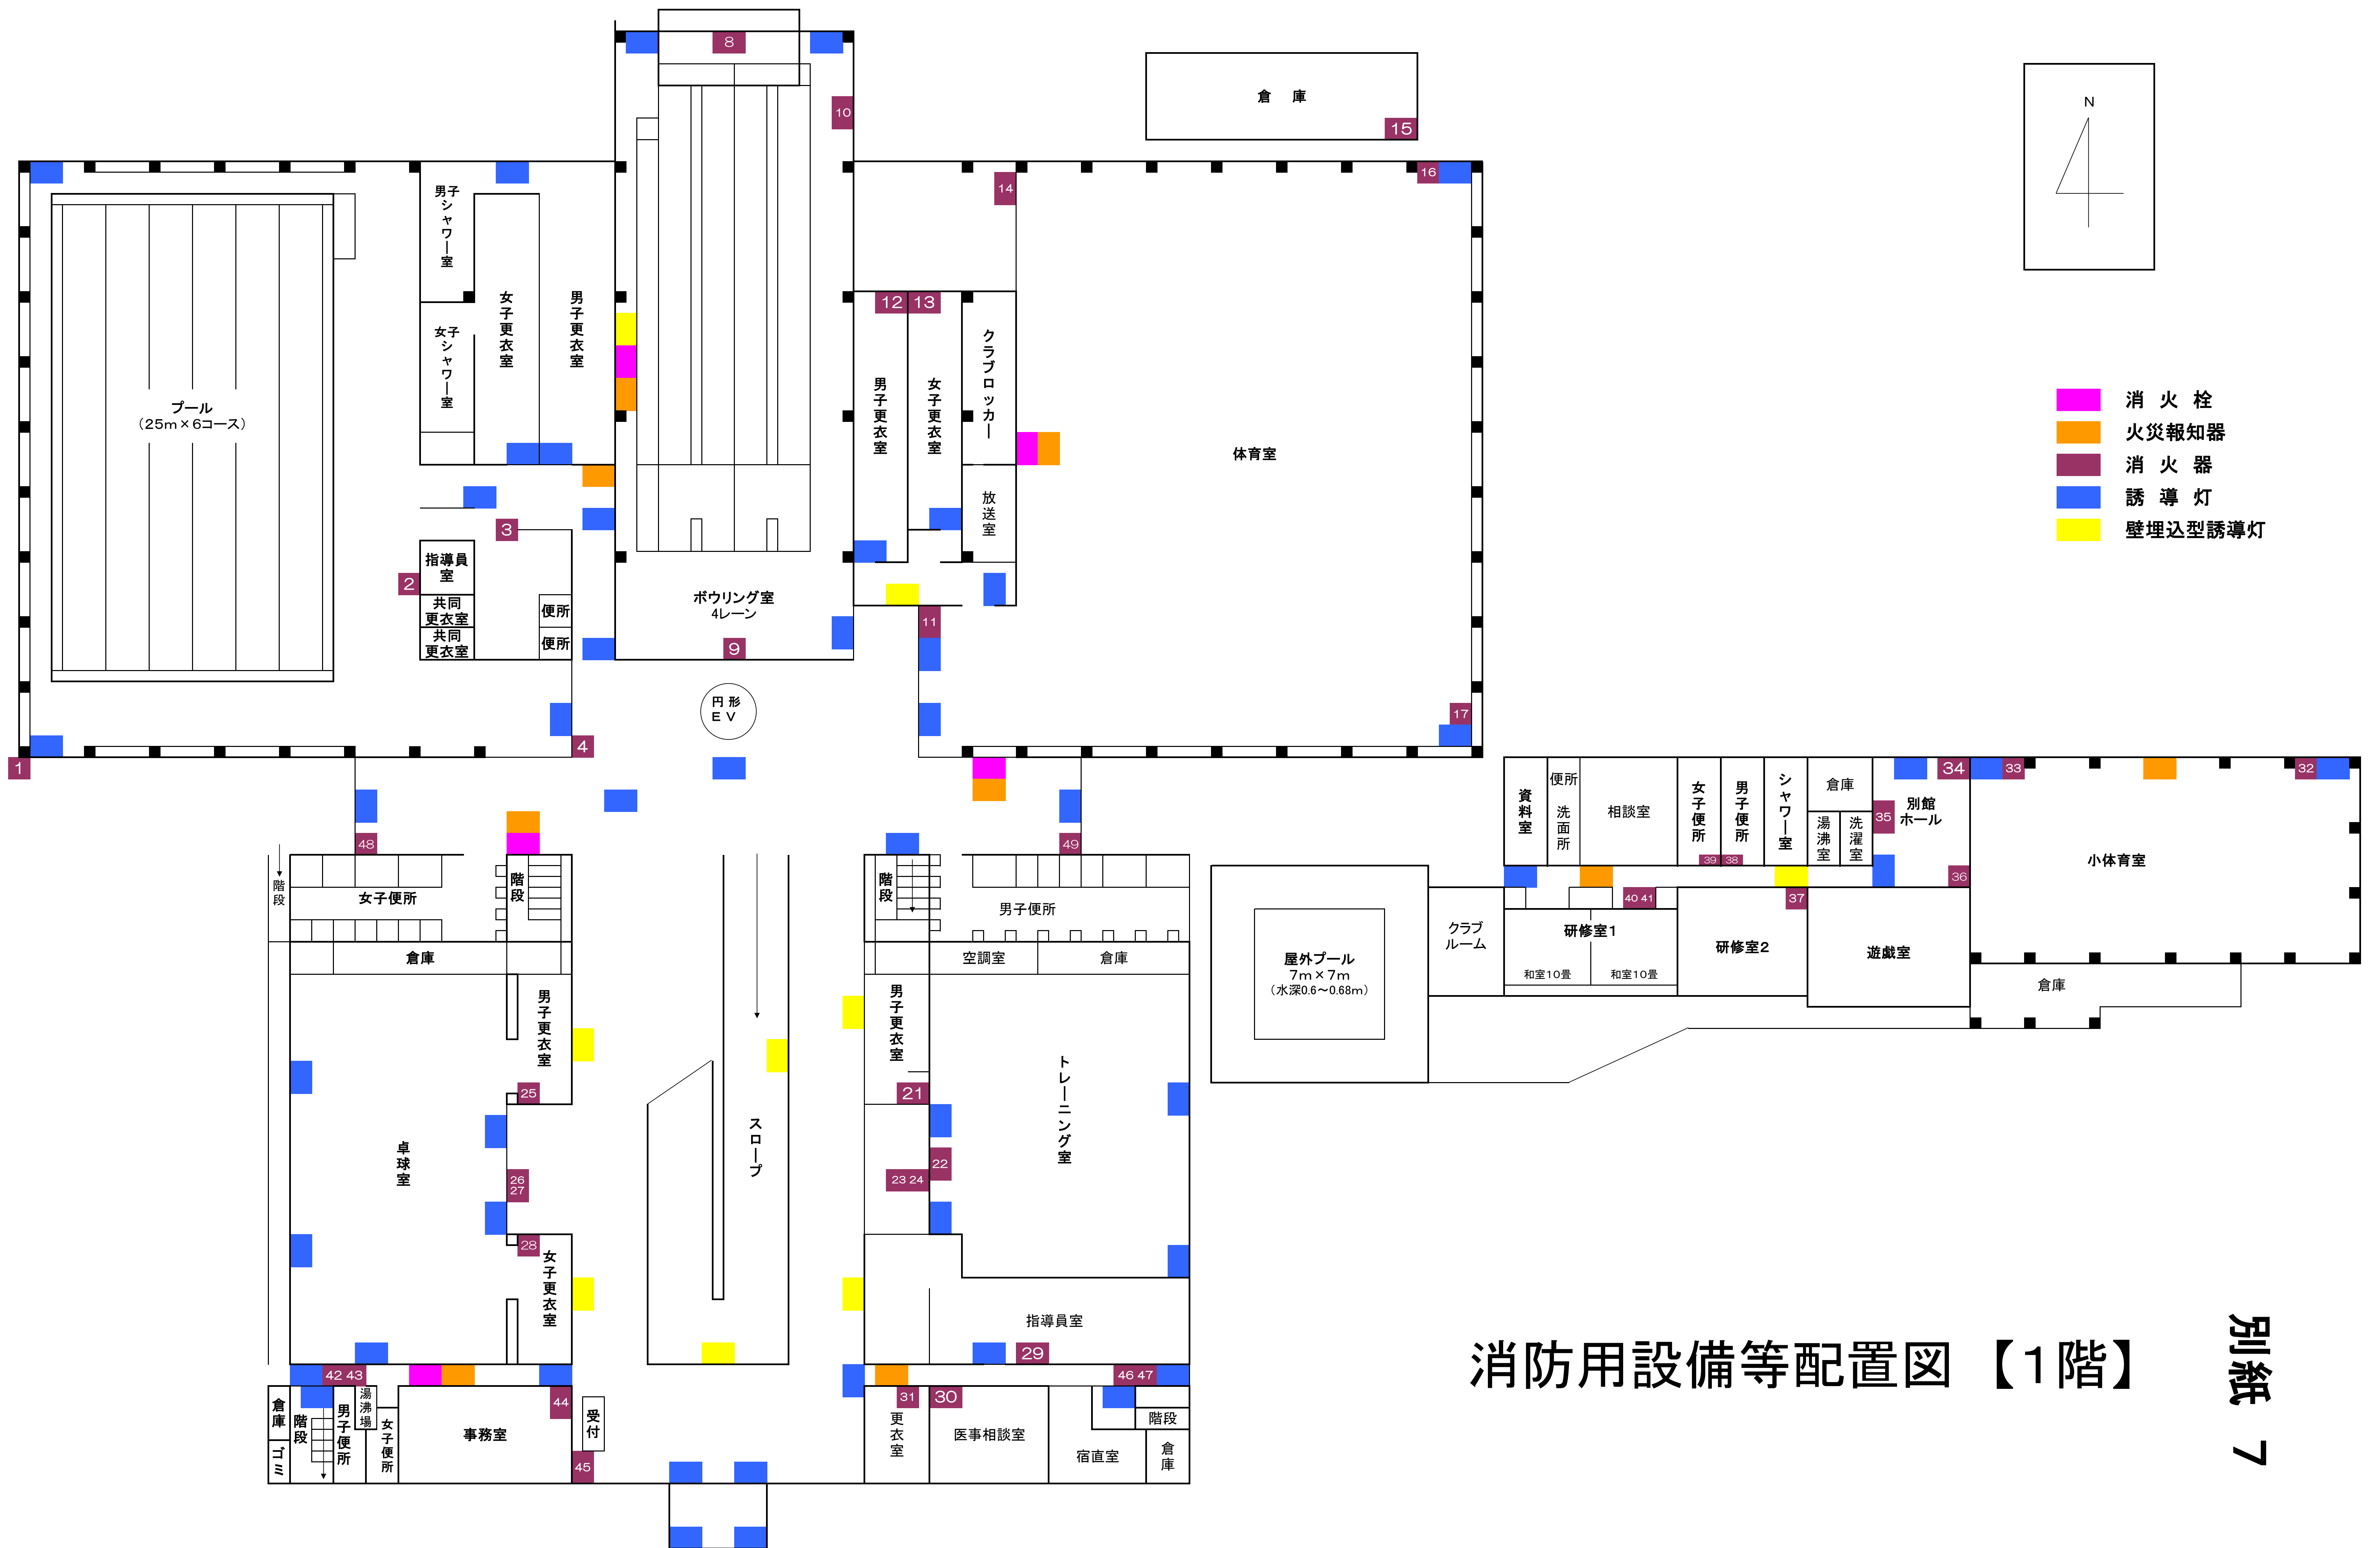 8
10
倉 庫
15
N
16
14
男子シャワー室
女子更衣室
男子更衣室
12
13
女子シャワー室
クラブロッカー
男子更衣室
女子更衣室
プール
（25m×6コース）
体育室
消 火 栓
火災報知器
消 火 器
誘 導 灯
壁埋込型誘導灯
放送室
3
指導員
室
2
共同
更衣室
便所
共同
更衣室
便所
ボウリング室
4レーン
11
9
円 形
E V
17
4
1
34
33
32
資料室
便所
洗面所
相談室
女子便所
男子便所
シャワー室
倉庫
湯沸室
洗濯室
35
別館
ホール
48
49
39
38
36
小体育室
階段
女子便所
階段
階段
男子便所
40 41
37
クラブ
ルーム
研修室1
研修室2
遊戯室
和室10畳
和室10畳
屋外プール
7m×7m
（水深0.6～0.68m）
倉庫
倉庫
空調室
倉庫
男子更衣室
男子更衣室
25
21
トレーニング室
スロープ
卓球室
26
27
22
23 24
28
女子更衣室
指導員室
29
42 43
46 47
倉庫
ゴミ
階段
男子便所
湯沸場
女子便所
事務室
44
受付
45
31
更衣室
30
医事相談室
宿直室
階段
倉庫
消防用設備等配置図 【1階】
別紙 7